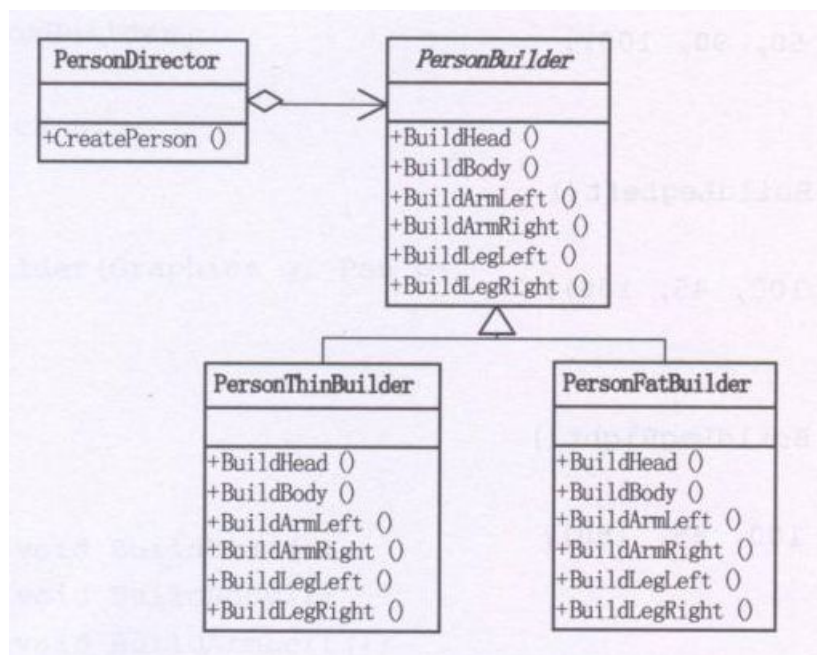 PersonDirector
+CreatePerson ()
PersonBuilder
+BuildHead ()
+BuildBody ()
+BuildArmLeft ()
+BuildArmRight ()
+BuildLegLeft ()
+BuildLegRight ()
PersonThinBuilder
+BuildHead ()
+BuildBody ()
+BuildArmLeft ()
+BuildArmRight ()
+BuildLegLeft ()
+BuildLegRight ()
PersonFatBuilder
+BuildHead ()
+BuildBody ()
+BuildArmLeft ()
+BuildArmRight ()
+BuildLegLeft ()
+BuildLegRight ()